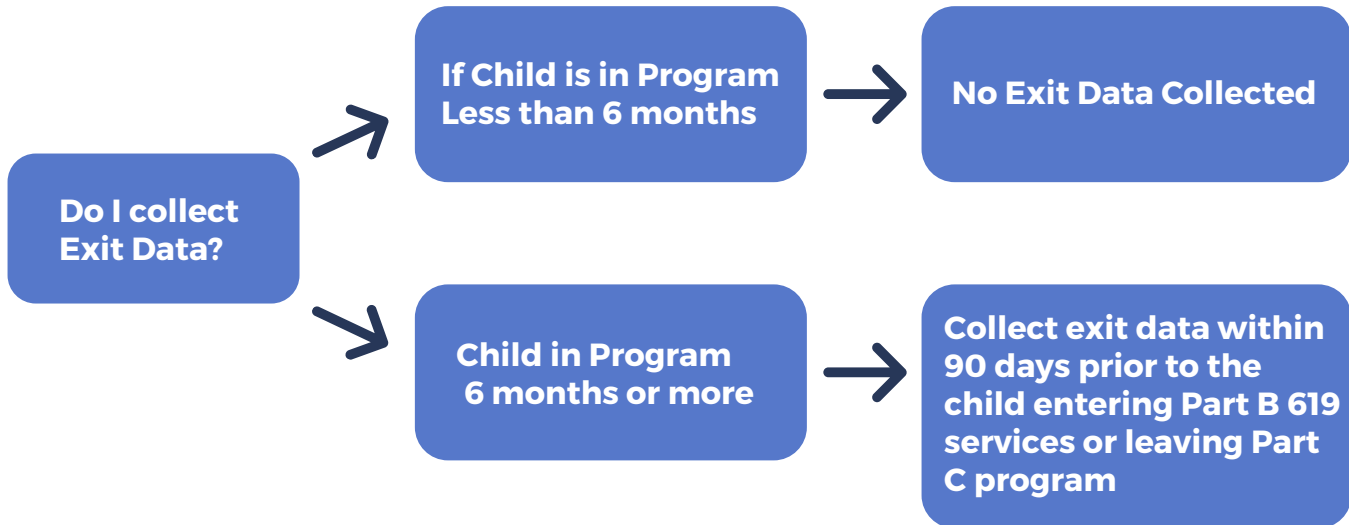 Do I collect
Exit Data?
If Child is in Program
Less than 6 months
No Exit Data Collected
Child in Program
6 months or more
Collect exit data within
90 days prior to the
child entering Part B 619
services or leaving Part
C program